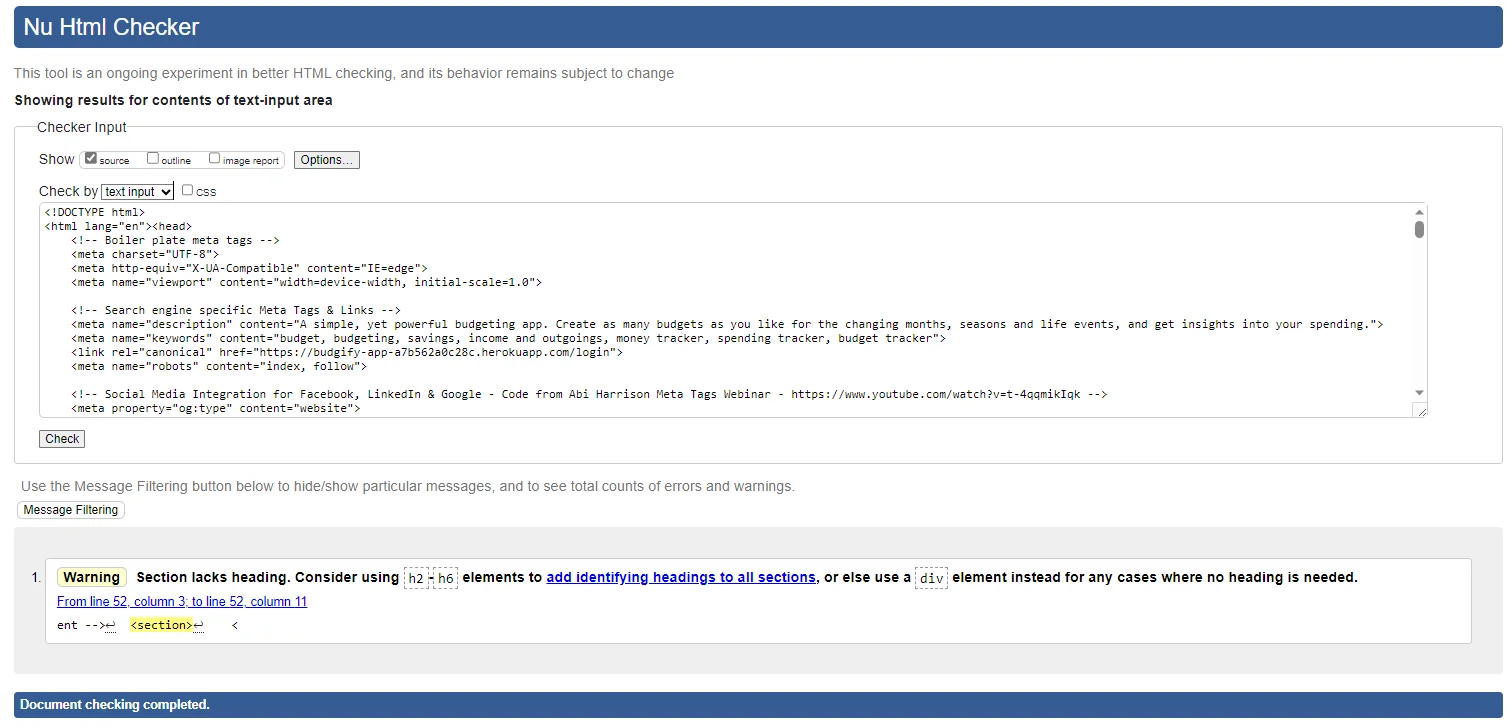 Nu Html Checker
This tool is an ongoing experiment in better HTML checking, and its behavior remains subject to change
Showing results for contents of text-input area
Checker Input
Show source outline image report Options...
Check by text input css
<!DOCTYPE html>
<html lang="en"><head>
    <!-- Boiler plate meta tags -->
    <meta charset="UTF-8">
    <meta http-equiv="X-UA-Compatible" content="IE=edge">
    <meta name="viewport" content="width=device-width, initial-scale=1.0">
    <!-- Search engine specific Meta Tags & Links -->
    <meta name="description" content="A simple, yet powerful budgeting app. Create as many budgets as you like for the changing months, seasons and life events, and get insights into your spending.">
    <meta name="keywords" content="budget, budgeting, savings, income and outgoings, money tracker, spending tracker, budget tracker">
    <link rel="canonical" href="https://budgify-app-a7b562a0c28c.herokuapp.com/login">
    <meta name="robots" content="index, follow">
    <!-- Social Media Integration for Facebook, LinkedIn & Google - Code from Abi Harrison Meta Tags Webinar - https://www.youtube.com/watch?v=t-4qqmikIqk -->
    <meta property="og:type" content="website">
Check
Use the Message Filtering button below to hide/show particular messages, and to see total counts of errors and warnings.
Message Filtering
1. Warning Section lacks heading. Consider using h2-h6 elements to add identifying headings to all sections, or else use a div element instead for any cases where no heading is needed.
From line 52, column 3; to line 52, column 11
ent -->↩ <section>↩ <
Document checking completed.